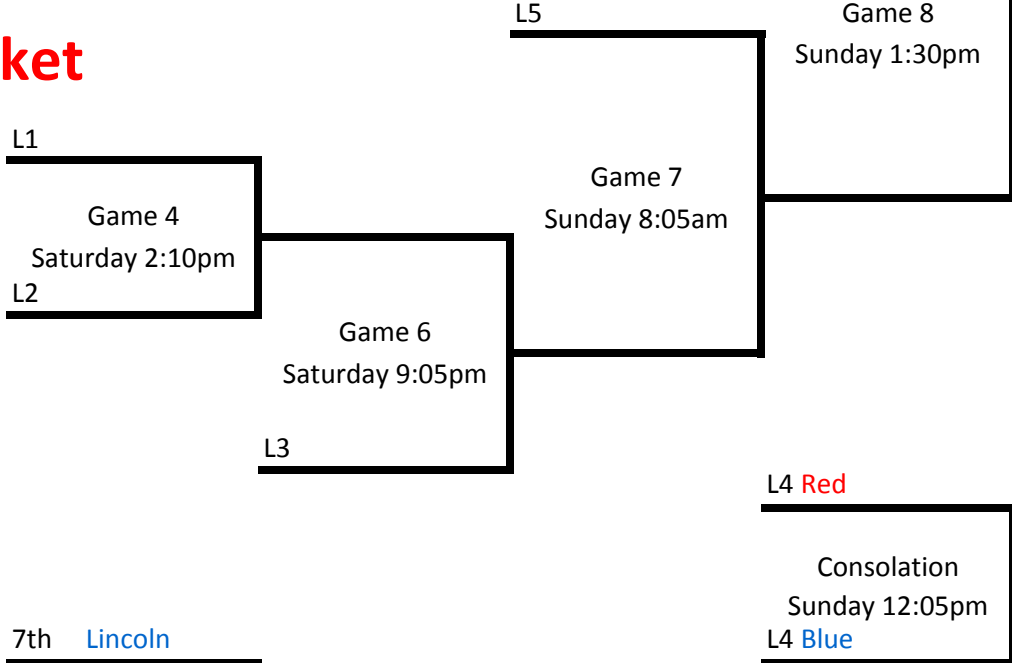 L5
Game 8
Sunday 1:30pm
ket
L1
Game 4
Saturday 2:10pm
L2
Game 7
Sunday 8:05am
Game 6
Saturday 9:05pm
L3
L4 Red
Consolation
Sunday 12:05pm
L4 Blue
7th Lincoln